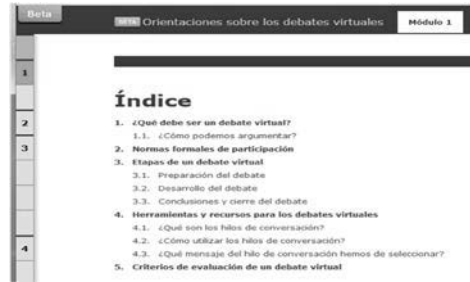 Beta
BETA Orientaciones sobre los debates virtuales
Módulo 1
1
2
3
4
Índice
1. ¿Qué debe ser un debate virtual?
1.1. ¿Cómo podemos argumentar?
2. Normas formales de participación
3. Etapas de un debate virtual
3.1. Preparación del debate
3.2. Desarrollo del debate
3.3. Conclusiones y cierre del debate
4. Herramientas y recursos para los debates virtuales
4.1. ¿Qué son los hilos de conversación?
4.2. ¿Cómo utilizar los hilos de conversación?
4.3. ¿Qué mensaje del hilo de conversación hemos de seleccionar?
5. Criterios de evaluación de un debate virtual